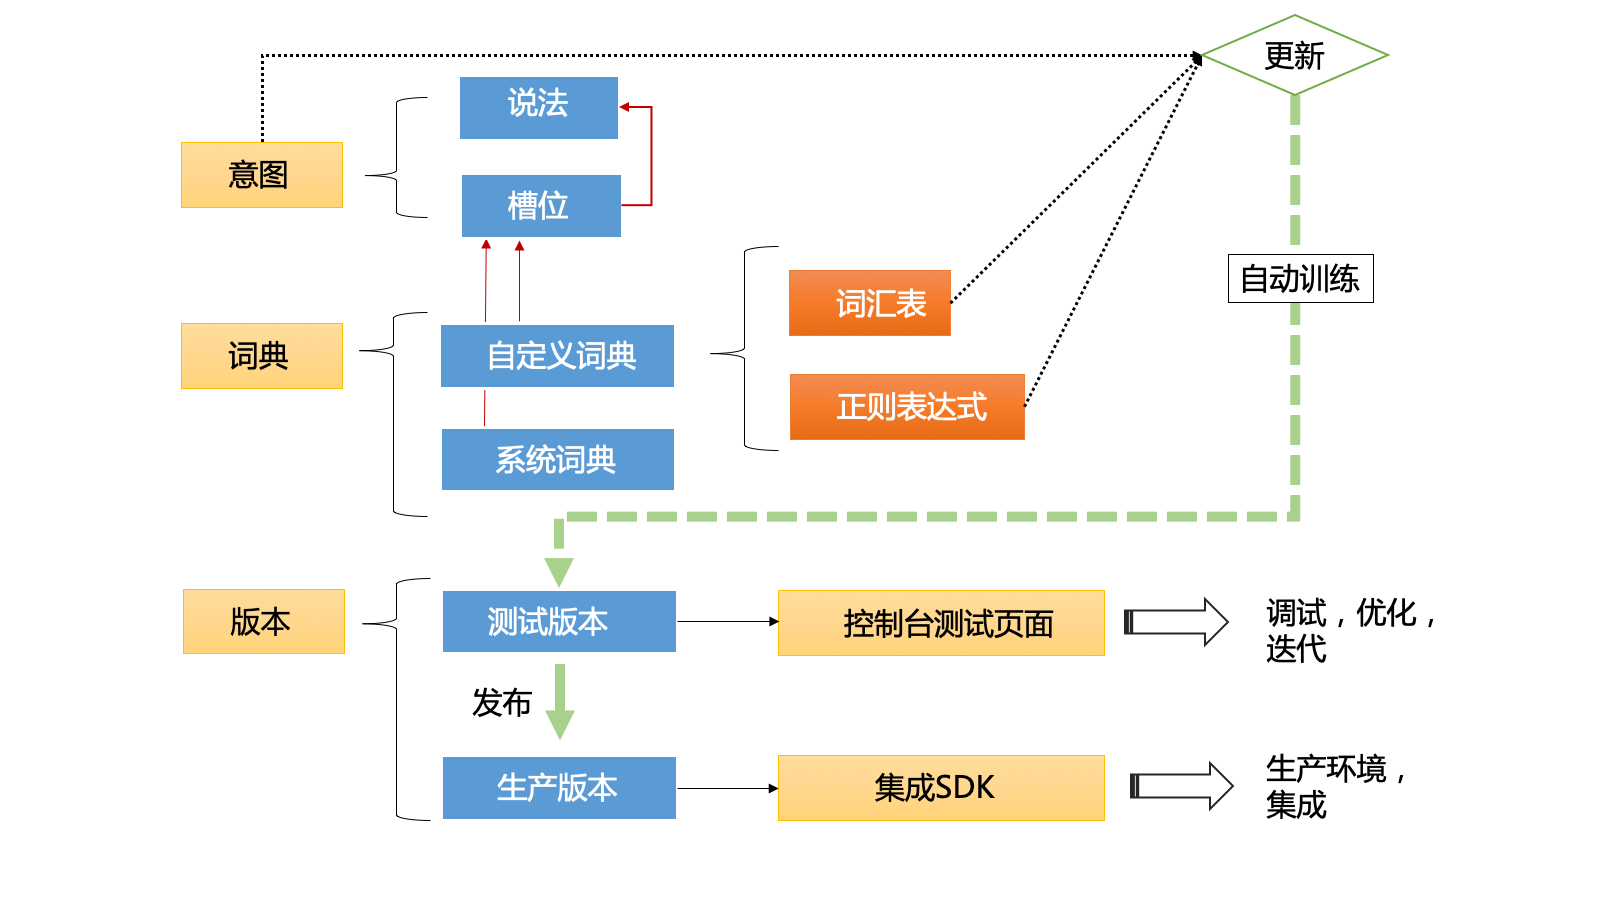 更新
说法
意图
槽位
自动训练
词汇表
词典
自定义词典
正则表达式
系统词典
版本
测试版本
控制台测试页面
调试，优化，
迭代
发布
生产版本
集成SDK
生产环境，
集成